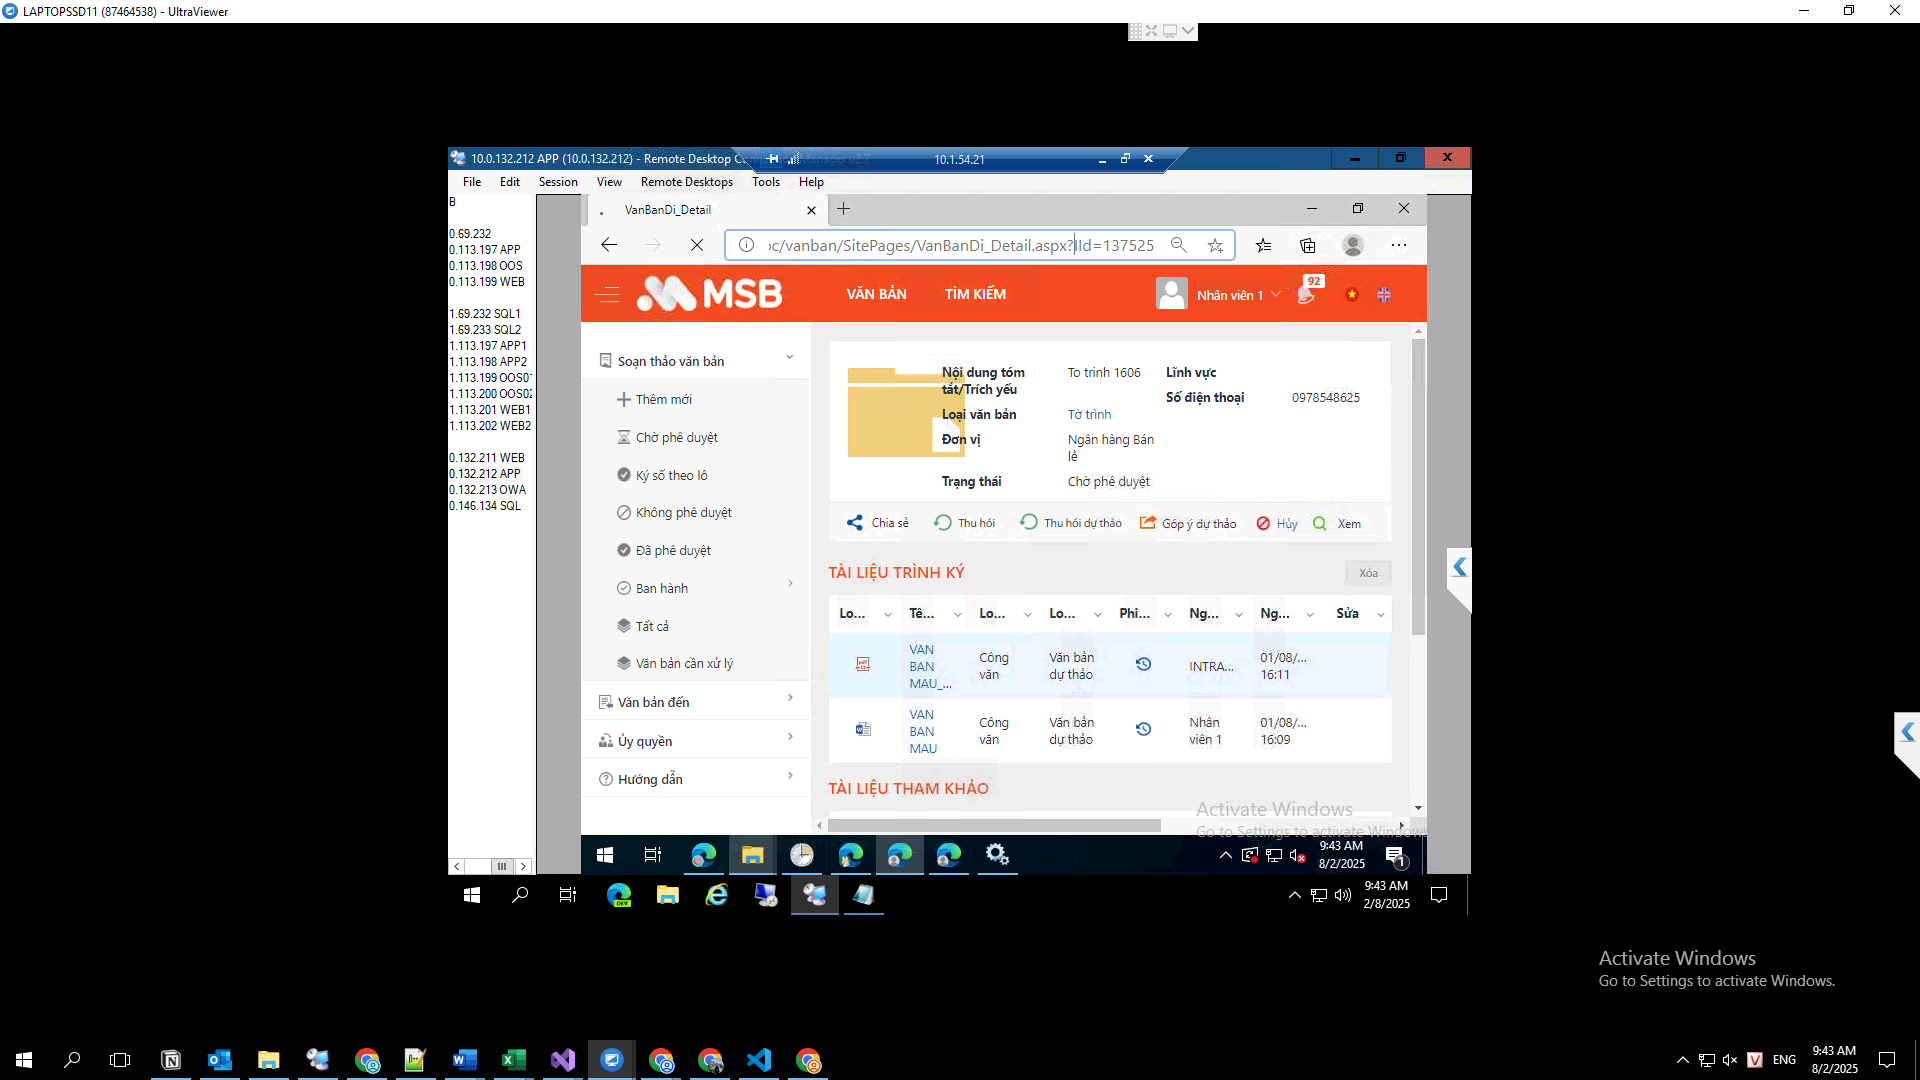 LAPTOPSSD11 (87464538) - UltraViewer
10.0.132.212 APP (10.0.132.212) - Remote Desktop C
10.1.54.21
File Edit Session View Remote Desktops Tools Help
B
0.69.232
0.113.197 APP
0.113.198 OOS
0.113.199 WEB
1.69.232 SQL1
1.69.233 SQL2
1.113.197 APP1
1.113.198 APP2
1.113.199 OOS0
1.113.200 OOS02
1.113.201 WEB1
1.113.202 WEB2
0.132.211 WEB
0.132.212 APP
0.132.213 OWA
0.146.134 SQL
VanBanDi_Detail
oc/vanban/SitePages/VanBanDi_Detail.aspx?IId=137525
MSB
VĂN BẢN
TÌM KIẾM
Nhân viên 1
92
Soạn thảo văn bản
Thêm mới
Chờ phê duyệt
Ký số theo lô
Không phê duyệt
Đã phê duyệt
Ban hành
Tất cả
Văn bản cần xử lý
Văn bản đến
Ủy quyền
Hướng dẫn
Nội dung tóm tắt/Trích yếu
To trinh 1606
Lĩnh vực
Số điện thoại
0978548625
Loại văn bản
Tờ trình
Đơn vị
Ngân hàng Bán lẻ
Trạng thái
Chờ phê duyệt
Chia sẻ
Thu hồi
Thu hồi dự thảo
Góp ý dự thảo
Hủy
Xem
TÀI LIỆU TRÌNH KÝ
Xóa
Lo... Tê... Lo... Lo... Phi... Ng... Ng... Sửa
VAN BAN MAU_...
Công văn
Văn bản dự thảo
INTRA...
01/08/... 16:11
VAN BAN MAU
Công văn
Văn bản dự thảo
Nhân viên 1
01/08/... 16:09
TÀI LIỆU THAM KHẢO
Activate Windows
Go to Settings to activate Windows
9:43 AM
8/2/2025
1
9:43 AM
2/8/2025
Activate Windows
Go to Settings to activate Windows.
ENG
9:43 AM
8/2/2025